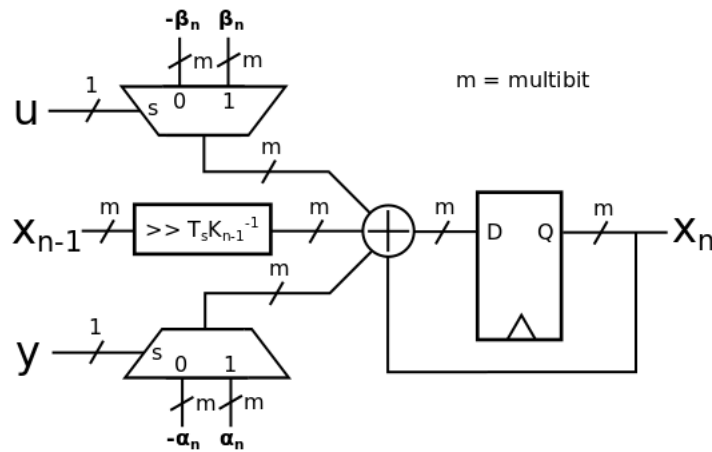 -βn βn
m m
m = multibit
1
0 1
u
s
m
xn-1
m
>> TsKn-1^-1
m
m
D Q
m
xn
m
1
y
s
0 1
m m
-αn αn